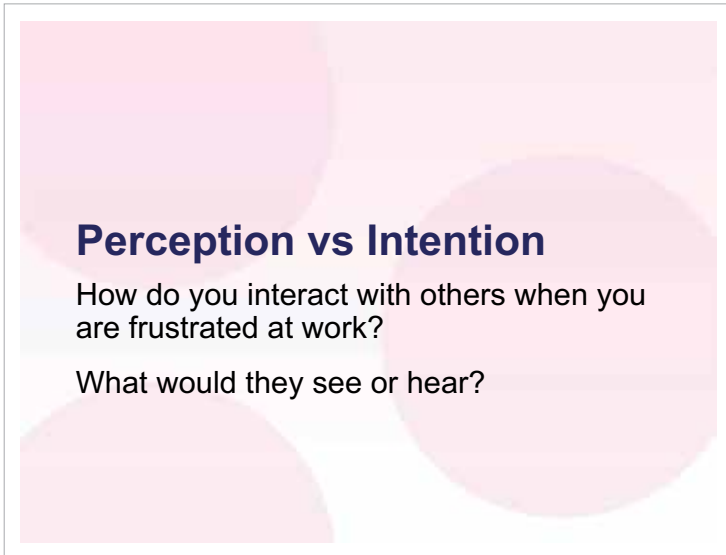 Perception vs Intention
How do you interact with others when you
are frustrated at work?
What would they see or hear?